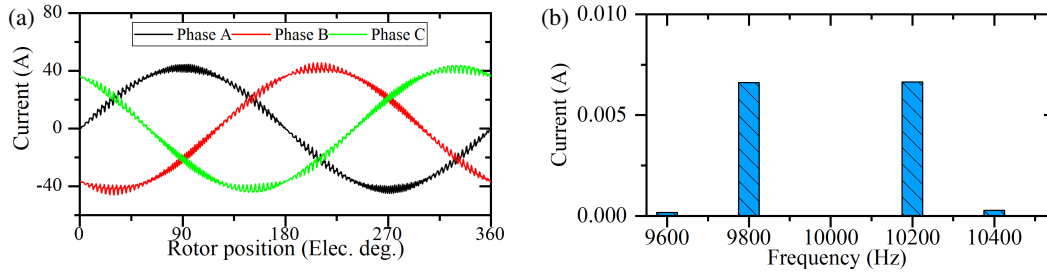 (a)
80
40
0
-40
Current (A)
Phase A Phase B Phase C
0 90 180 270 360
Rotor position (Elec. deg.)
(b)
0.010
0.005
0.000
Current (A)
9600 9800 10000 10200 10400
Frequency (Hz)